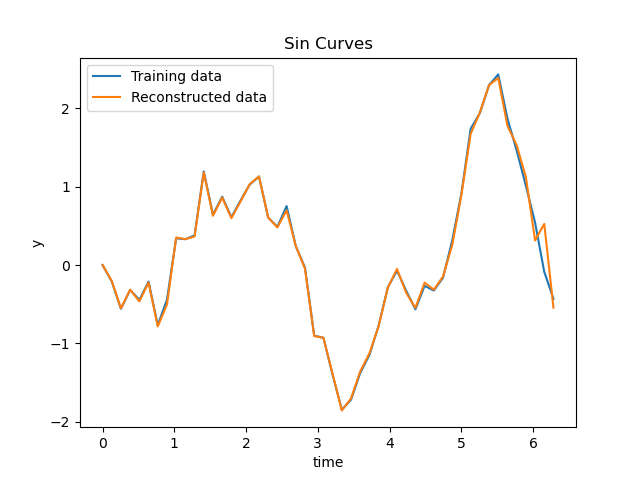 Sin Curves
Training data
Reconstructed data
2
1
0
−1
−2
y
0 1 2 3 4 5 6
time